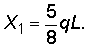 X₁ = 5/8 qL.